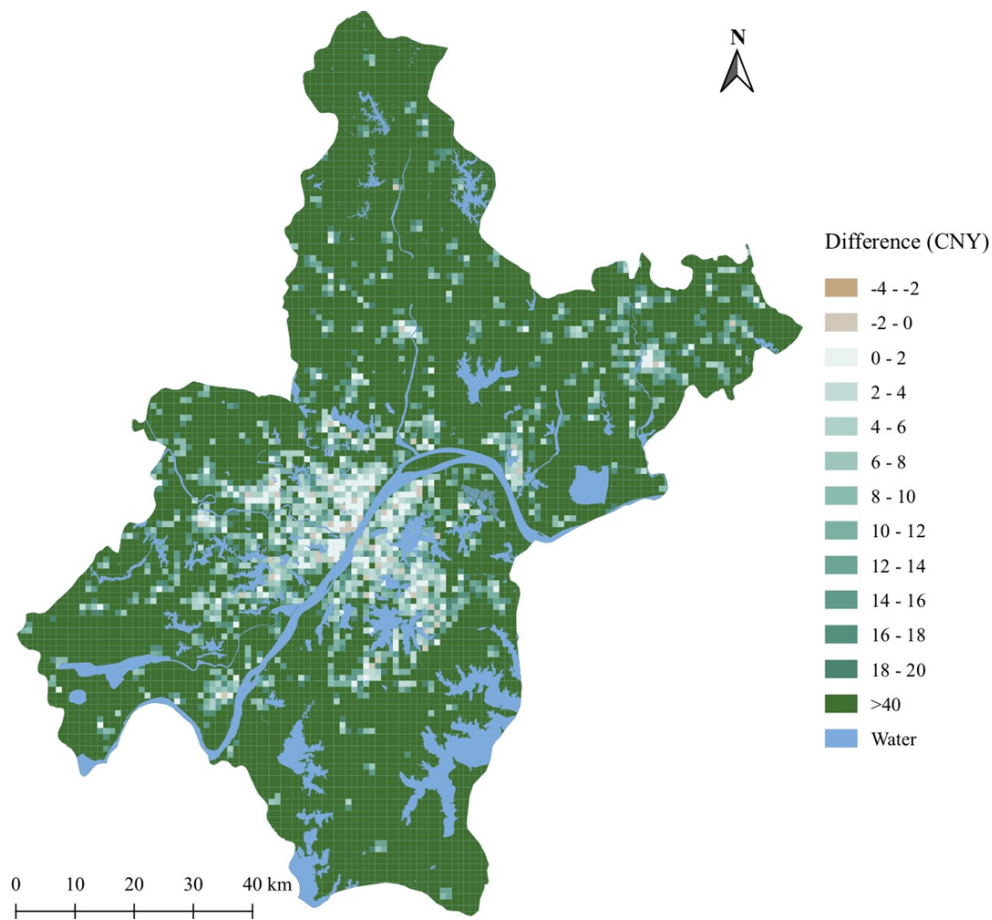 N
Difference (CNY)
-4 - -2
-2 - 0
0 - 2
2 - 4
4 - 6
6 - 8
8 - 10
10 - 12
12 - 14
14 - 16
16 - 18
18 - 20
>40
Water
0 10 20 30 40 km